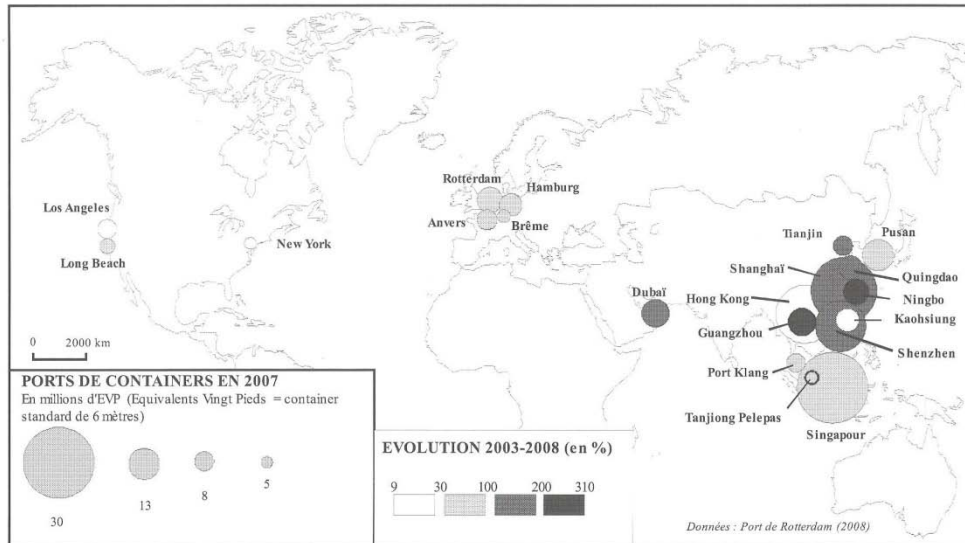 Rotterdam
Hamburg
Los Angeles
Anvers
Brême
New York
Long Beach
Tianjin
Pusan
Shanghaï
Quingdao
Dubaï
Hong Kong
Ningbo
Guangzhou
Kaohsiung
Shenzhen
Port Klang
Tanjiong Pelepas
Singapour
0 2000 km
PORTS DE CONTAINERS EN 2007
En millions d'EVP (Equivalents Vingt Pieds = container
standard de 6 mètres)
30
13
8
5
EVOLUTION 2003-2008 (en %)
9 30 100 200 310
Données : Port de Rotterdam (2008)